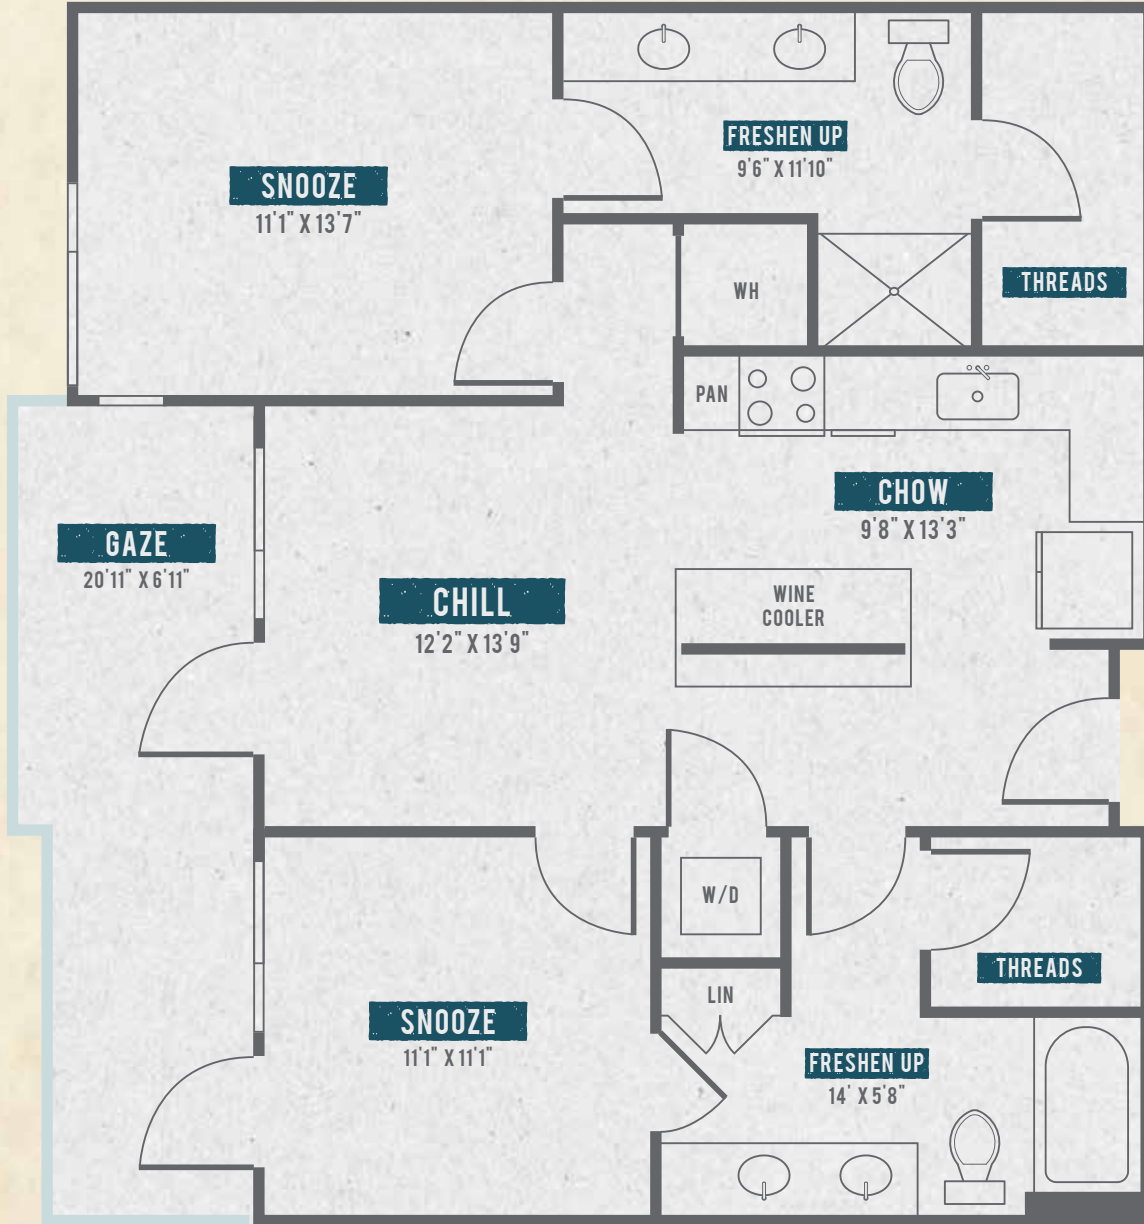 FRESHEN UP
9'6" X 11'10"
SNOOZE
11'1" X 13'7"
THREADS
WH
PAN
CHOW
9'8" X 13'3"
GAZE
20'11" X 6'11"
CHILL
12'2" X 13'9"
WINE
COOLER
W/D
THREADS
LIN
SNOOZE
11'1" X 11'1"
FRESHEN UP
14' X 5'8"